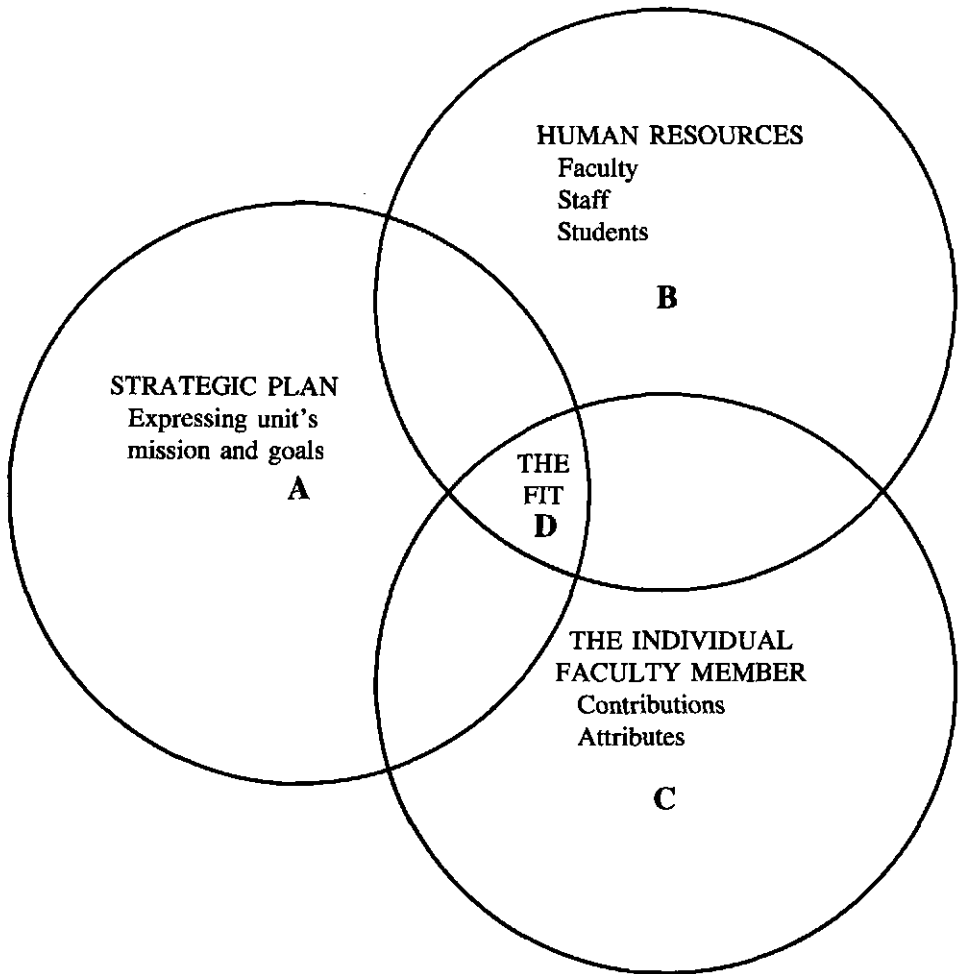 HUMAN RESOURCES
Faculty
Staff
Students
B
STRATEGIC PLAN
Expressing unit's
mission and goals
A
THE
FIT
D
THE INDIVIDUAL
FACULTY MEMBER
Contributions
Attributes
C